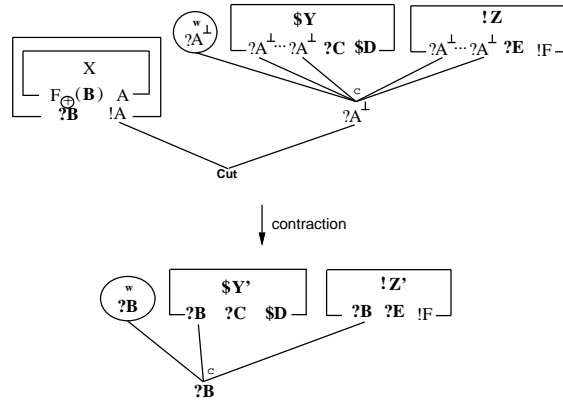 w
?A⊥
$Y
?A⊥ ... ?A⊥ ?C $D
! Z
?A⊥ ... ?A⊥ ?E !F
X
F⊕(B) A
?B !A
c
?A⊥
Cut
contraction
w
?B
$Y'
?B ?C $D
! Z'
?B ?E !F
c
?B